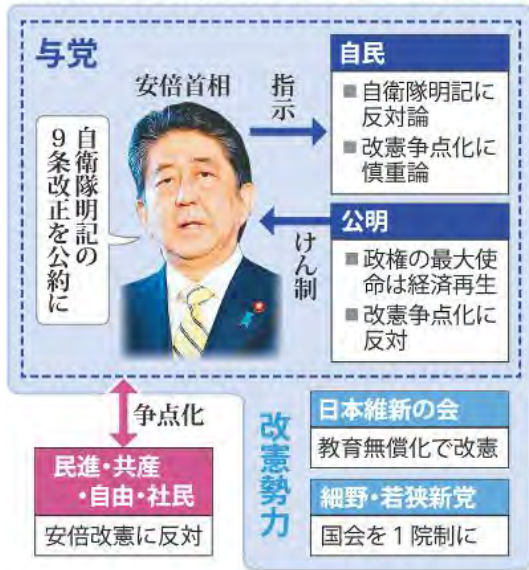 与党
安倍首相
自衛隊明記の
９条改正を公約に
指示
自民
■自衛隊明記に
反対論
■改憲争点化に
慎重論
けん制
公明
■政権の最大使
命は経済再生
■改憲争点化に
反対
争点化
民進・共産
・自由・社民
安倍改憲に反対
改憲勢力
日本維新の会
教育無償化で改憲
細野・若狭新党
国会を１院制に